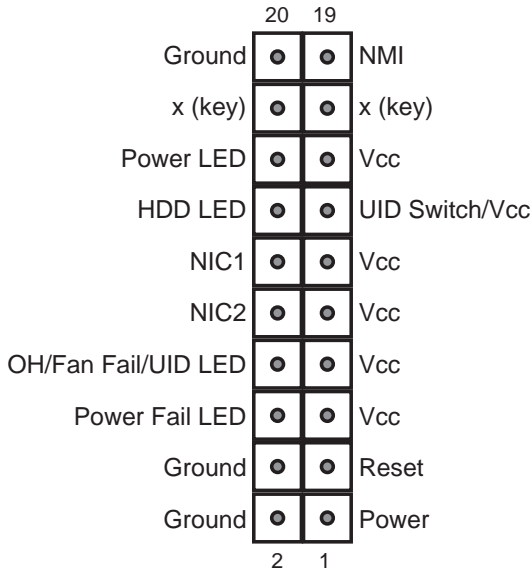 20 19
Ground NMI
x (key) x (key)
Power LED Vcc
HDD LED UID Switch/Vcc
NIC1 Vcc
NIC2 Vcc
OH/Fan Fail/UID LED Vcc
Power Fail LED Vcc
Ground Reset
Ground Power
2 1